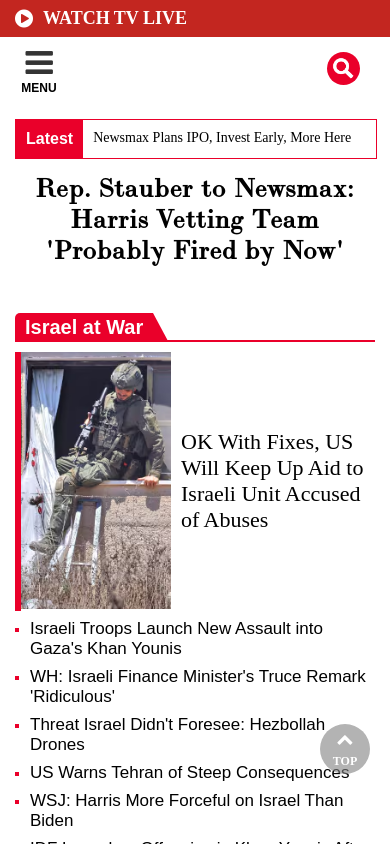 WATCH TV LIVE
MENU
Latest
Newsmax Plans IPO, Invest Early, More Here
Rep. Stauber to Newsmax:
Harris Vetting Team
'Probably Fired by Now'
Israel at War
OK With Fixes, US
Will Keep Up Aid to
Israeli Unit Accused
of Abuses
Israeli Troops Launch New Assault into
Gaza's Khan Younis
WH: Israeli Finance Minister's Truce Remark
'Ridiculous'
Threat Israel Didn't Foresee: Hezbollah
Drones
US Warns Tehran of Steep Consequences
WSJ: Harris More Forceful on Israel Than
Biden
TOP